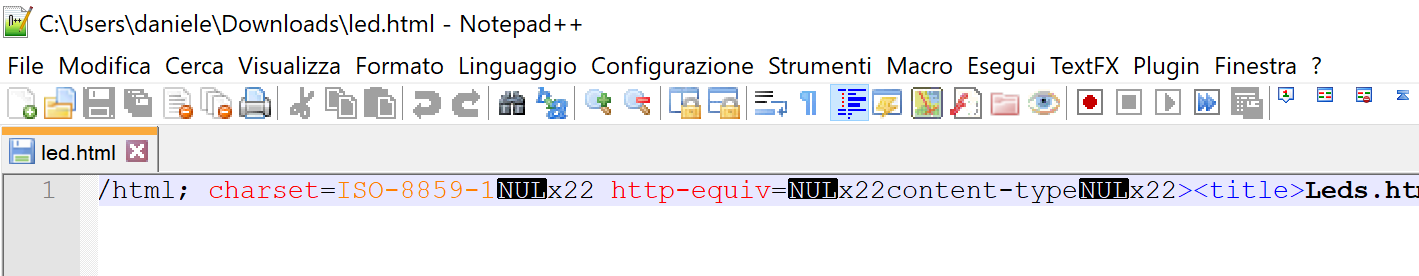 C:\Users\daniele\Downloads\led.html - Notepad++
File Modifica Cerca Visualizza Formato Linguaggio Configurazione Strumenti Macro Esegui TextFX Plugin Finestra ?
led.html
1 /html; charset=ISO-8859-1NULx22 http-equiv=NULx22content-typeNULx22><title>Leds.htm